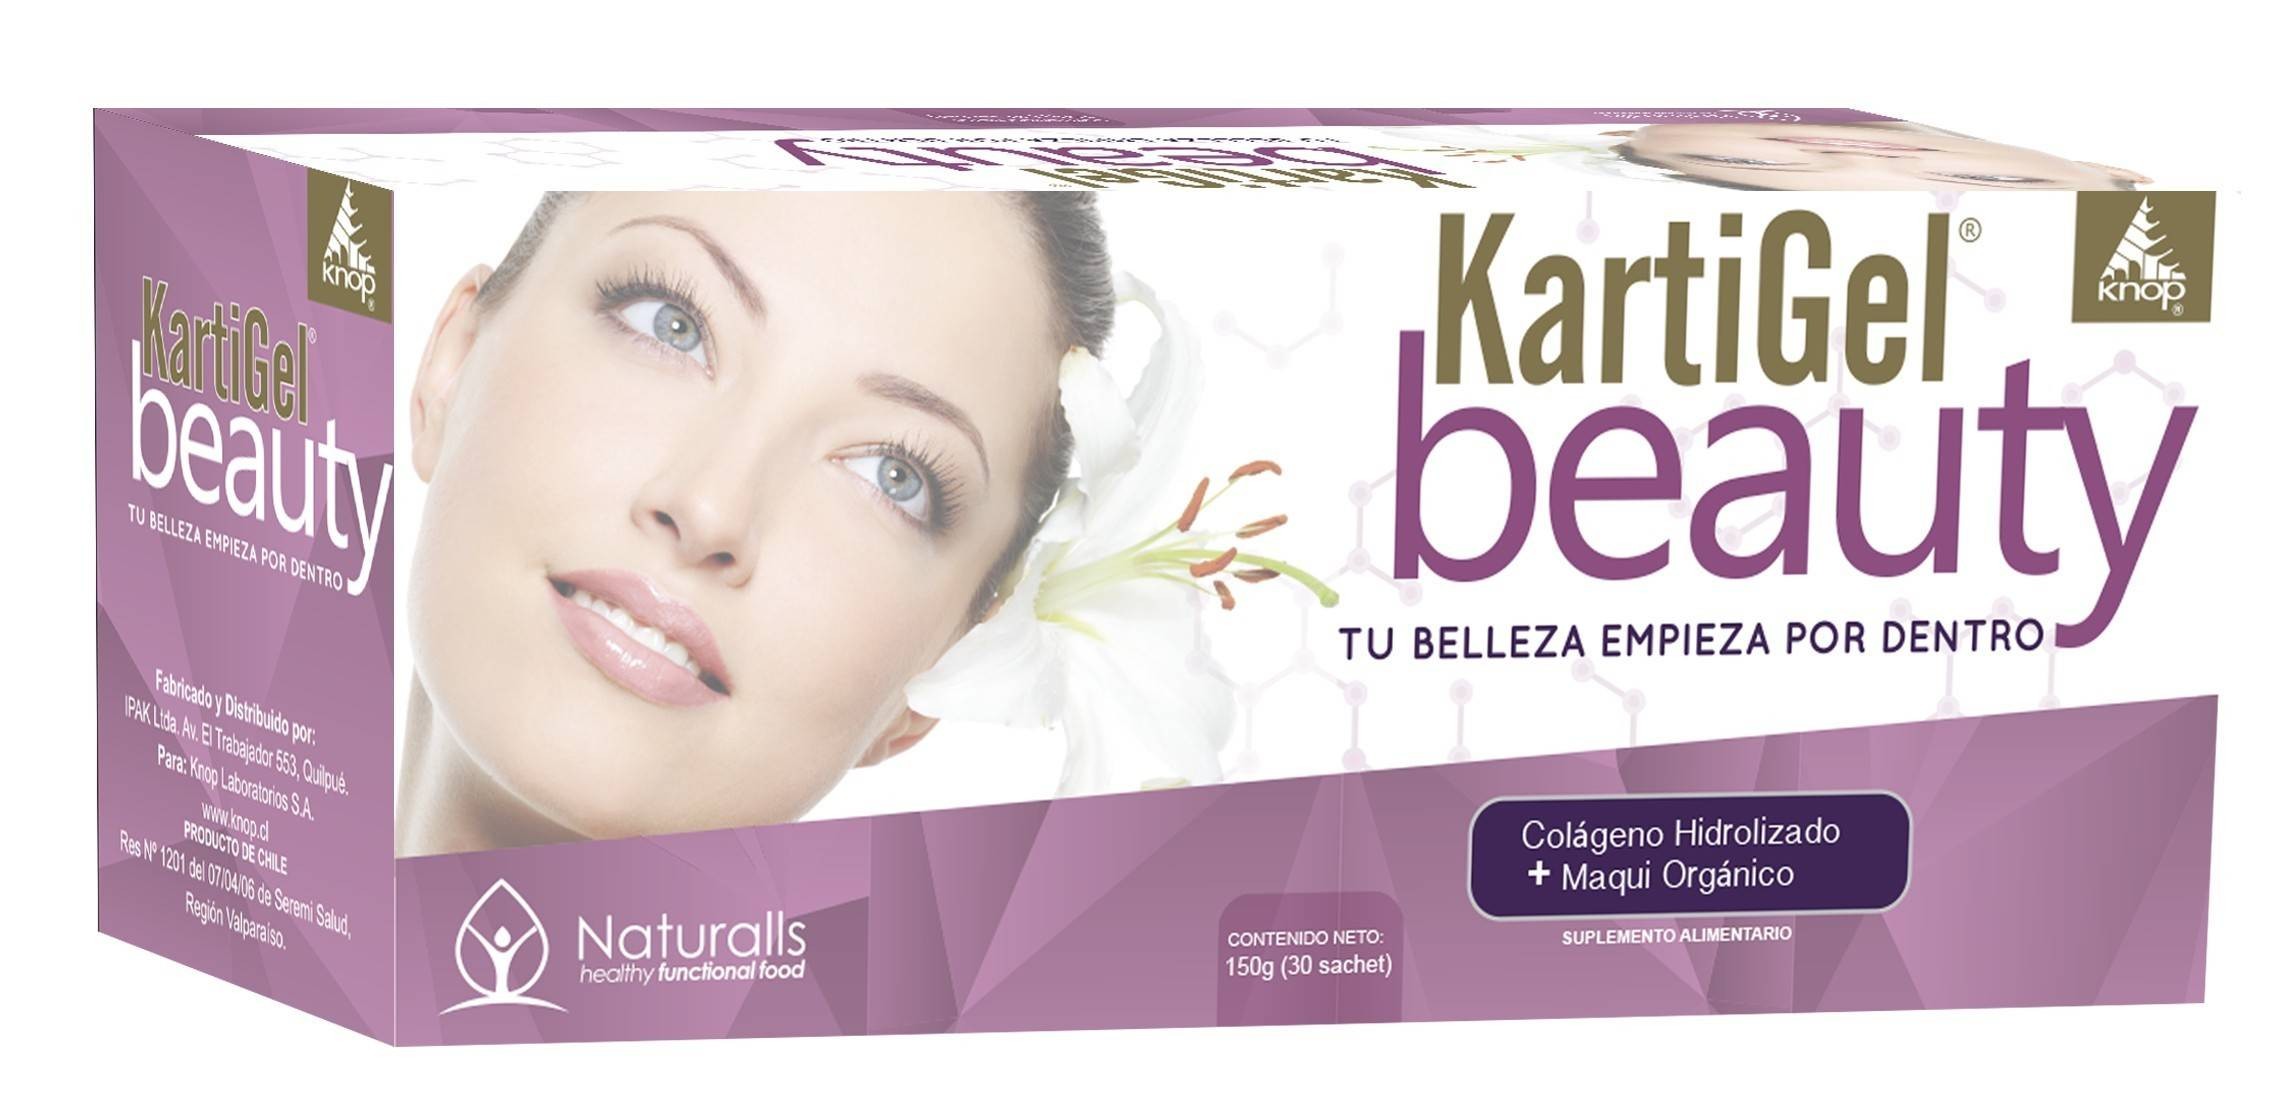 knop®
KartiGel®
beauty
TU BELLEZA EMPIEZA POR DENTRO
Fabricado y Distribuido por:
IPAK Ltda. Av. El Trabajador 553, Quilpué.
Para: Knop Laboratorios S.A.
www.knop.cl
PRODUCTO DE CHILE
Res Nº 1201 del 07/04/06 de Seremi Salud,
Región Valparaíso.
beauty
KartiGel
KartiGel®
knop®
beauty
TU BELLEZA EMPIEZA POR DENTRO
Colágeno Hidrolizado
+ Maqui Orgánico
SUPLEMENTO ALIMENTARIO
CONTENIDO NETO:
150g (30 sachet)
Naturalls
healthy functional food